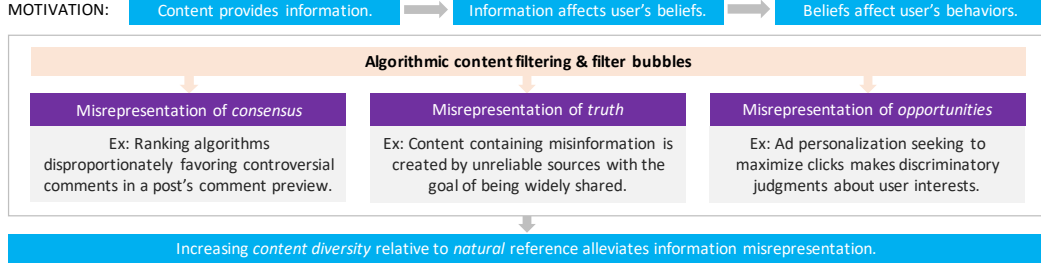 MOTIVATION: Content provides information. Information affects user's beliefs. Beliefs affect user's behaviors.
Algorithmic content filtering & filter bubbles
Misrepresentation of consensus
Ex: Ranking algorithms
disproportionately favoring controversial
comments in a post's comment preview.
Misrepresentation of truth
Ex: Content containing misinformation is
created by unreliable sources with the
goal of being widely shared.
Misrepresentation of opportunities
Ex: Ad personalization seeking to
maximize clicks makes discriminatory
judgments about user interests.
Increasing content diversity relative to natural reference alleviates information misrepresentation.